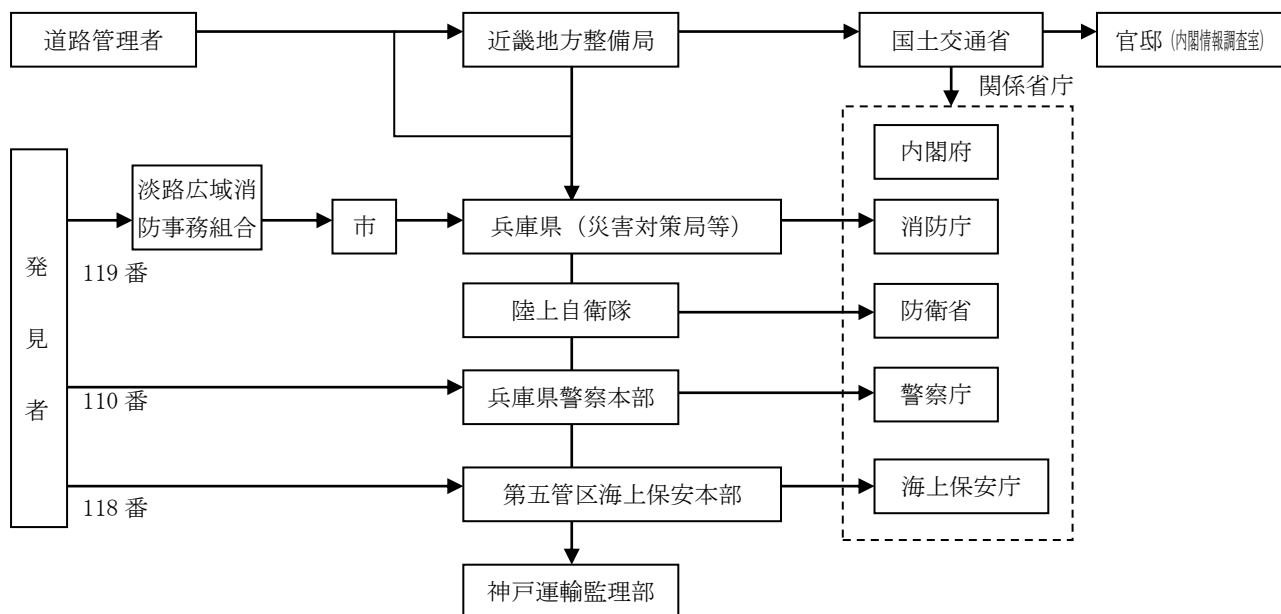 道路管理者
近畿地方整備局
国土交通省
官邸（内閣情報調査室）
関係省庁
内閣府
淡路広域消
防事務組合
市
兵庫県（災害対策局等）
消防庁
119 番
発
見
者
陸上自衛隊
防衛省
110 番
兵庫県警察本部
警察庁
118 番
第五管区海上保安本部
海上保安庁
神戸運輸監理部